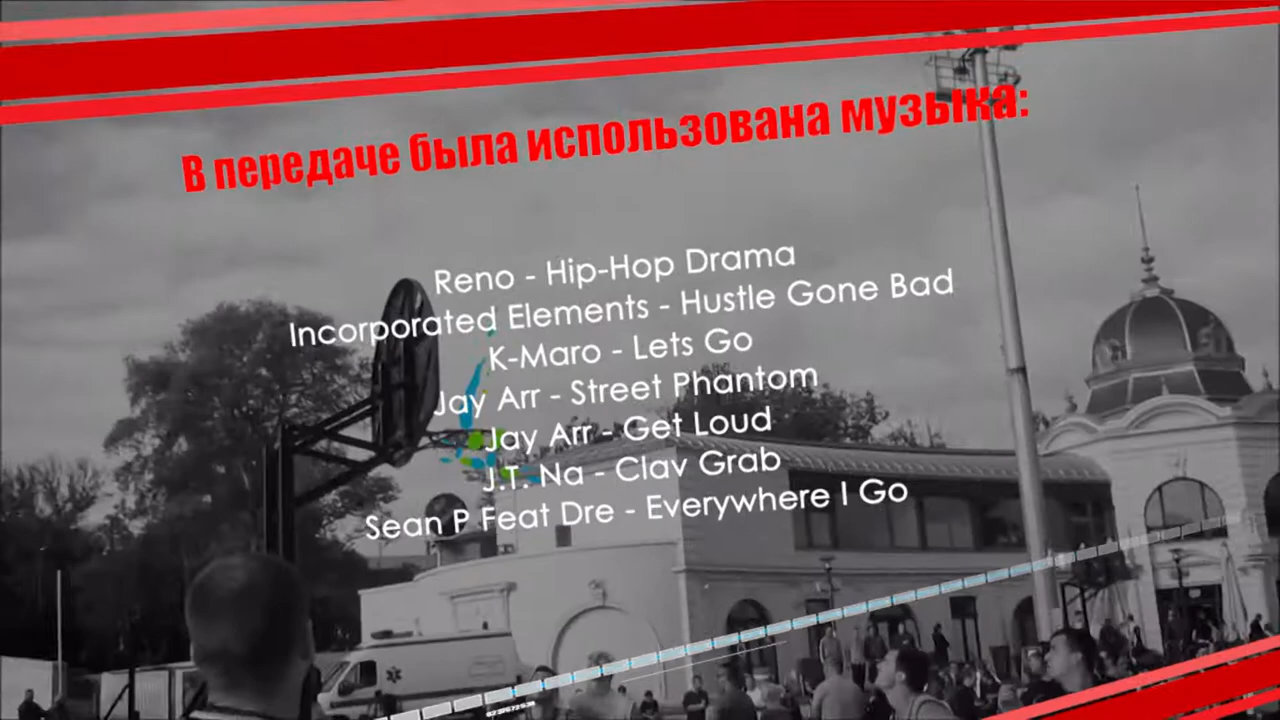 В передаче была использована музыка:
Reno - Hip-Hop Drama
Incorporated Elements - Hustle Gone Bad
K-Maro - Lets Go
Jay Arr - Street Phantom
Jay Arr - Get Loud
J.T. Na - Clav Grab
Sean P Feat Dre - Everywhere I Go